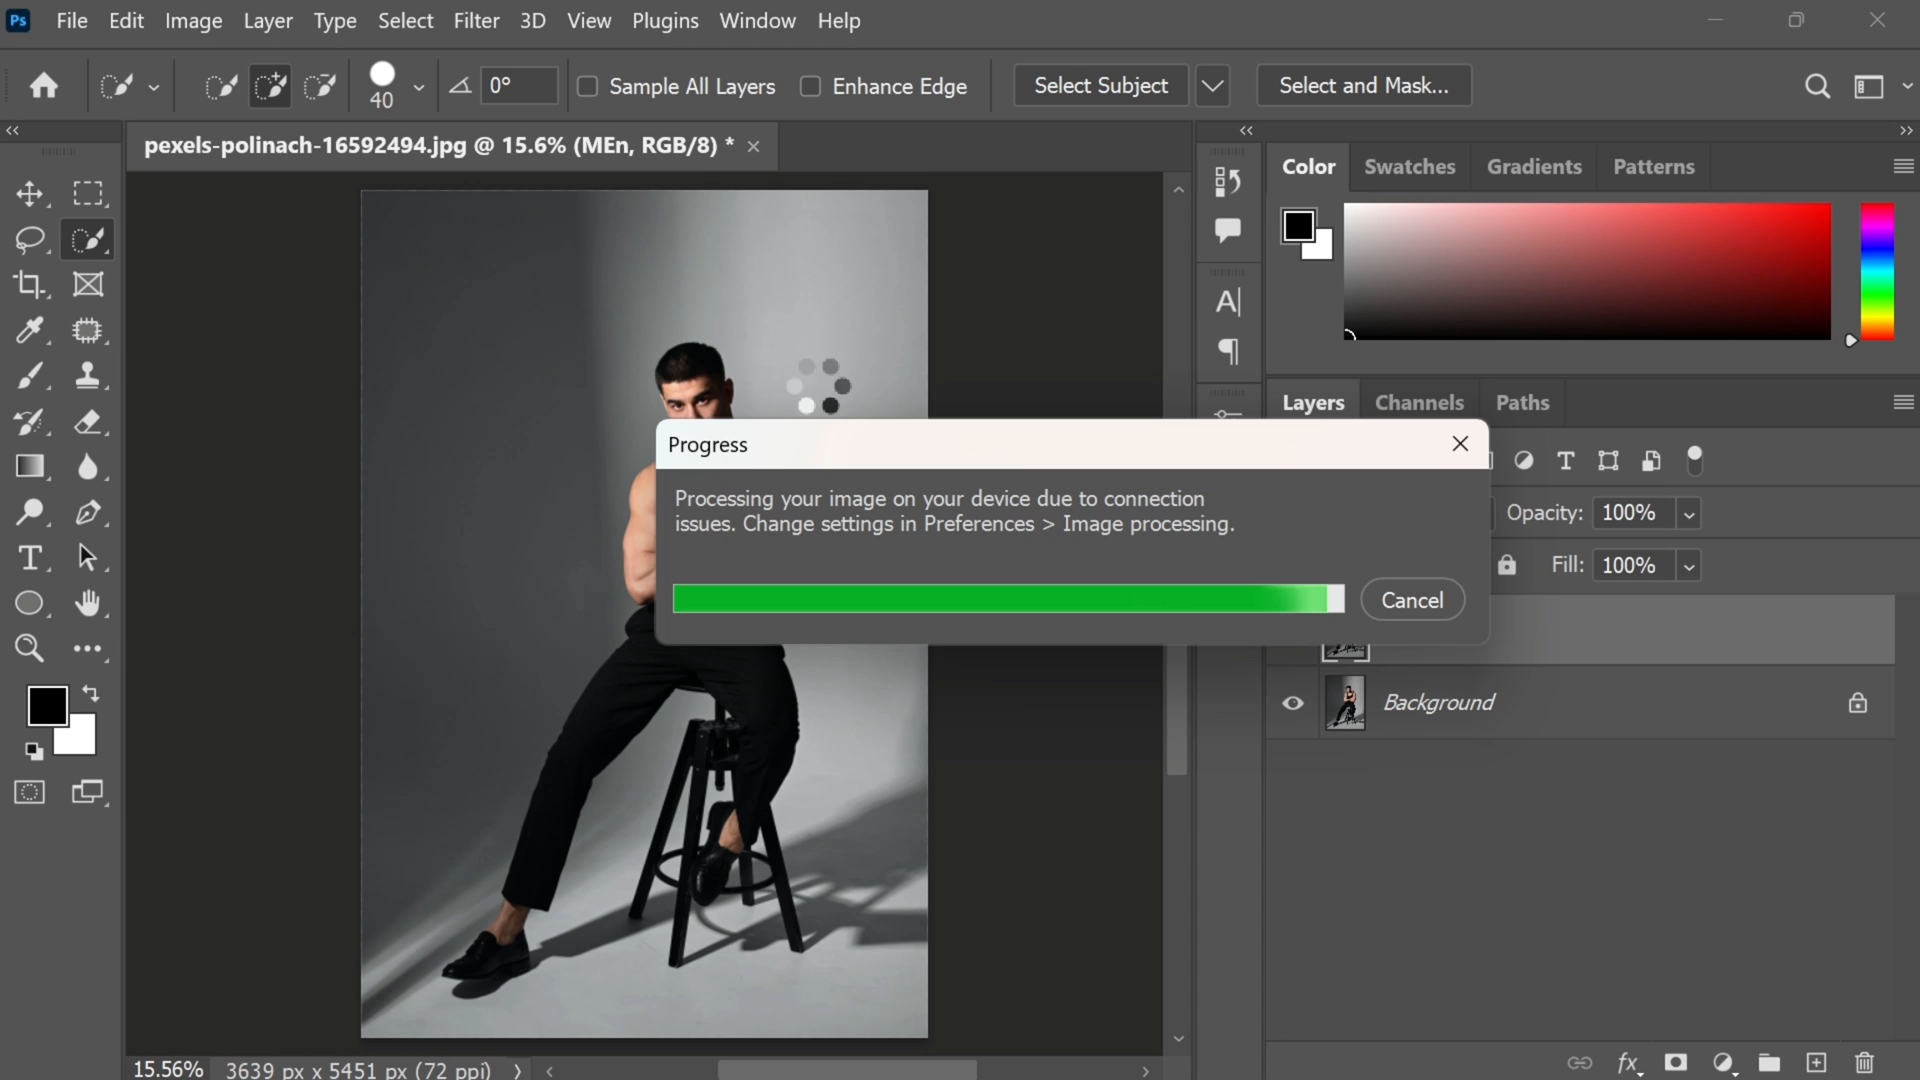 Ps File Edit Image Layer Type Select Filter 3D View Plugins Window Help
40 0° Sample All Layers Enhance Edge Select Subject Select and Mask...
pexels-polinach-16592494.jpg @ 15.6% (MEn, RGB/8) *
Color Swatches Gradients Patterns
Layers Channels Paths
Progress
Processing your image on your device due to connection
issues. Change settings in Preferences > Image processing.
Cancel
Opacity: 100%
Fill: 100%
Background
15.56% 3639 px x 5451 px (72 ppi)
fx